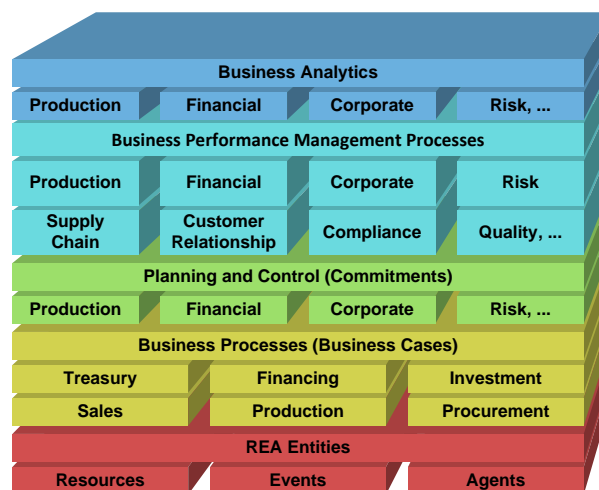 Business Analytics
Production Financial Corporate Risk, ...
Business Performance Management Processes
Production Financial Corporate Risk
Supply Chain Customer Relationship Compliance Quality, ...
Planning and Control (Commitments)
Production Financial Corporate Risk, ...
Business Processes (Business Cases)
Treasury Financing Investment
Sales Production Procurement
REA Entities
Resources Events Agents